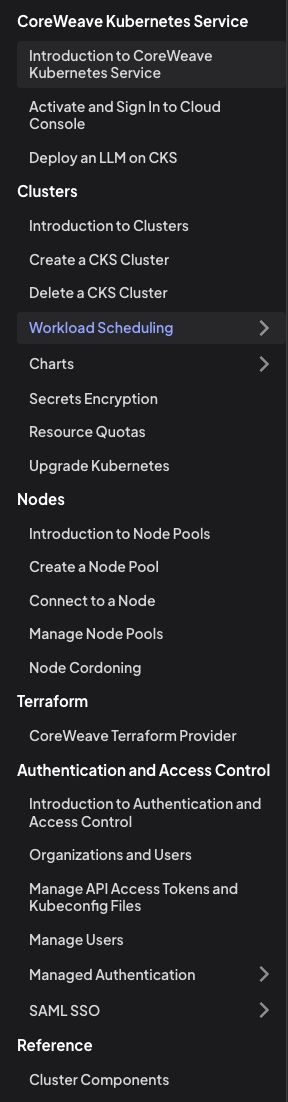 CoreWeave Kubernetes Service
Introduction to CoreWeave
Kubernetes Service
Activate and Sign In to Cloud
Console
Deploy an LLM on CKS
Clusters
Introduction to Clusters
Create a CKS Cluster
Delete a CKS Cluster
Workload Scheduling
Charts
Secrets Encryption
Resource Quotas
Upgrade Kubernetes
Nodes
Introduction to Node Pools
Create a Node Pool
Connect to a Node
Manage Node Pools
Node Cordoning
Terraform
CoreWeave Terraform Provider
Authentication and Access Control
Introduction to Authentication and
Access Control
Organizations and Users
Manage API Access Tokens and
Kubeconfig Files
Manage Users
Managed Authentication
SAML SSO
Reference
Cluster Components